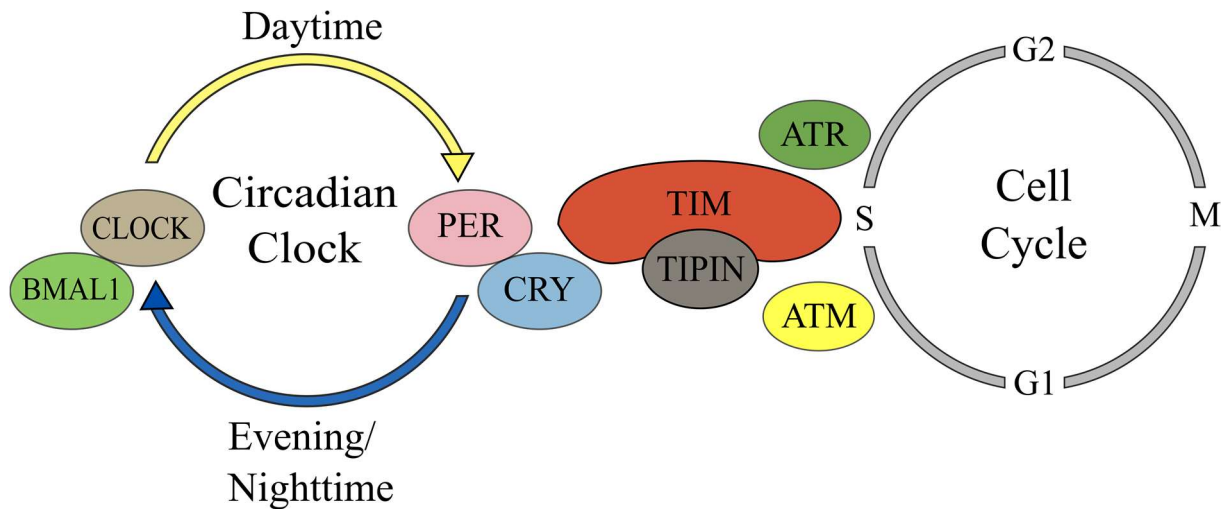 Daytime
Circadian
Clock
CLOCK
BMAL1
PER
CRY
Evening/
Nighttime
TIM
TIPIN
ATR
ATM
G2
S
M
G1
Cell
Cycle